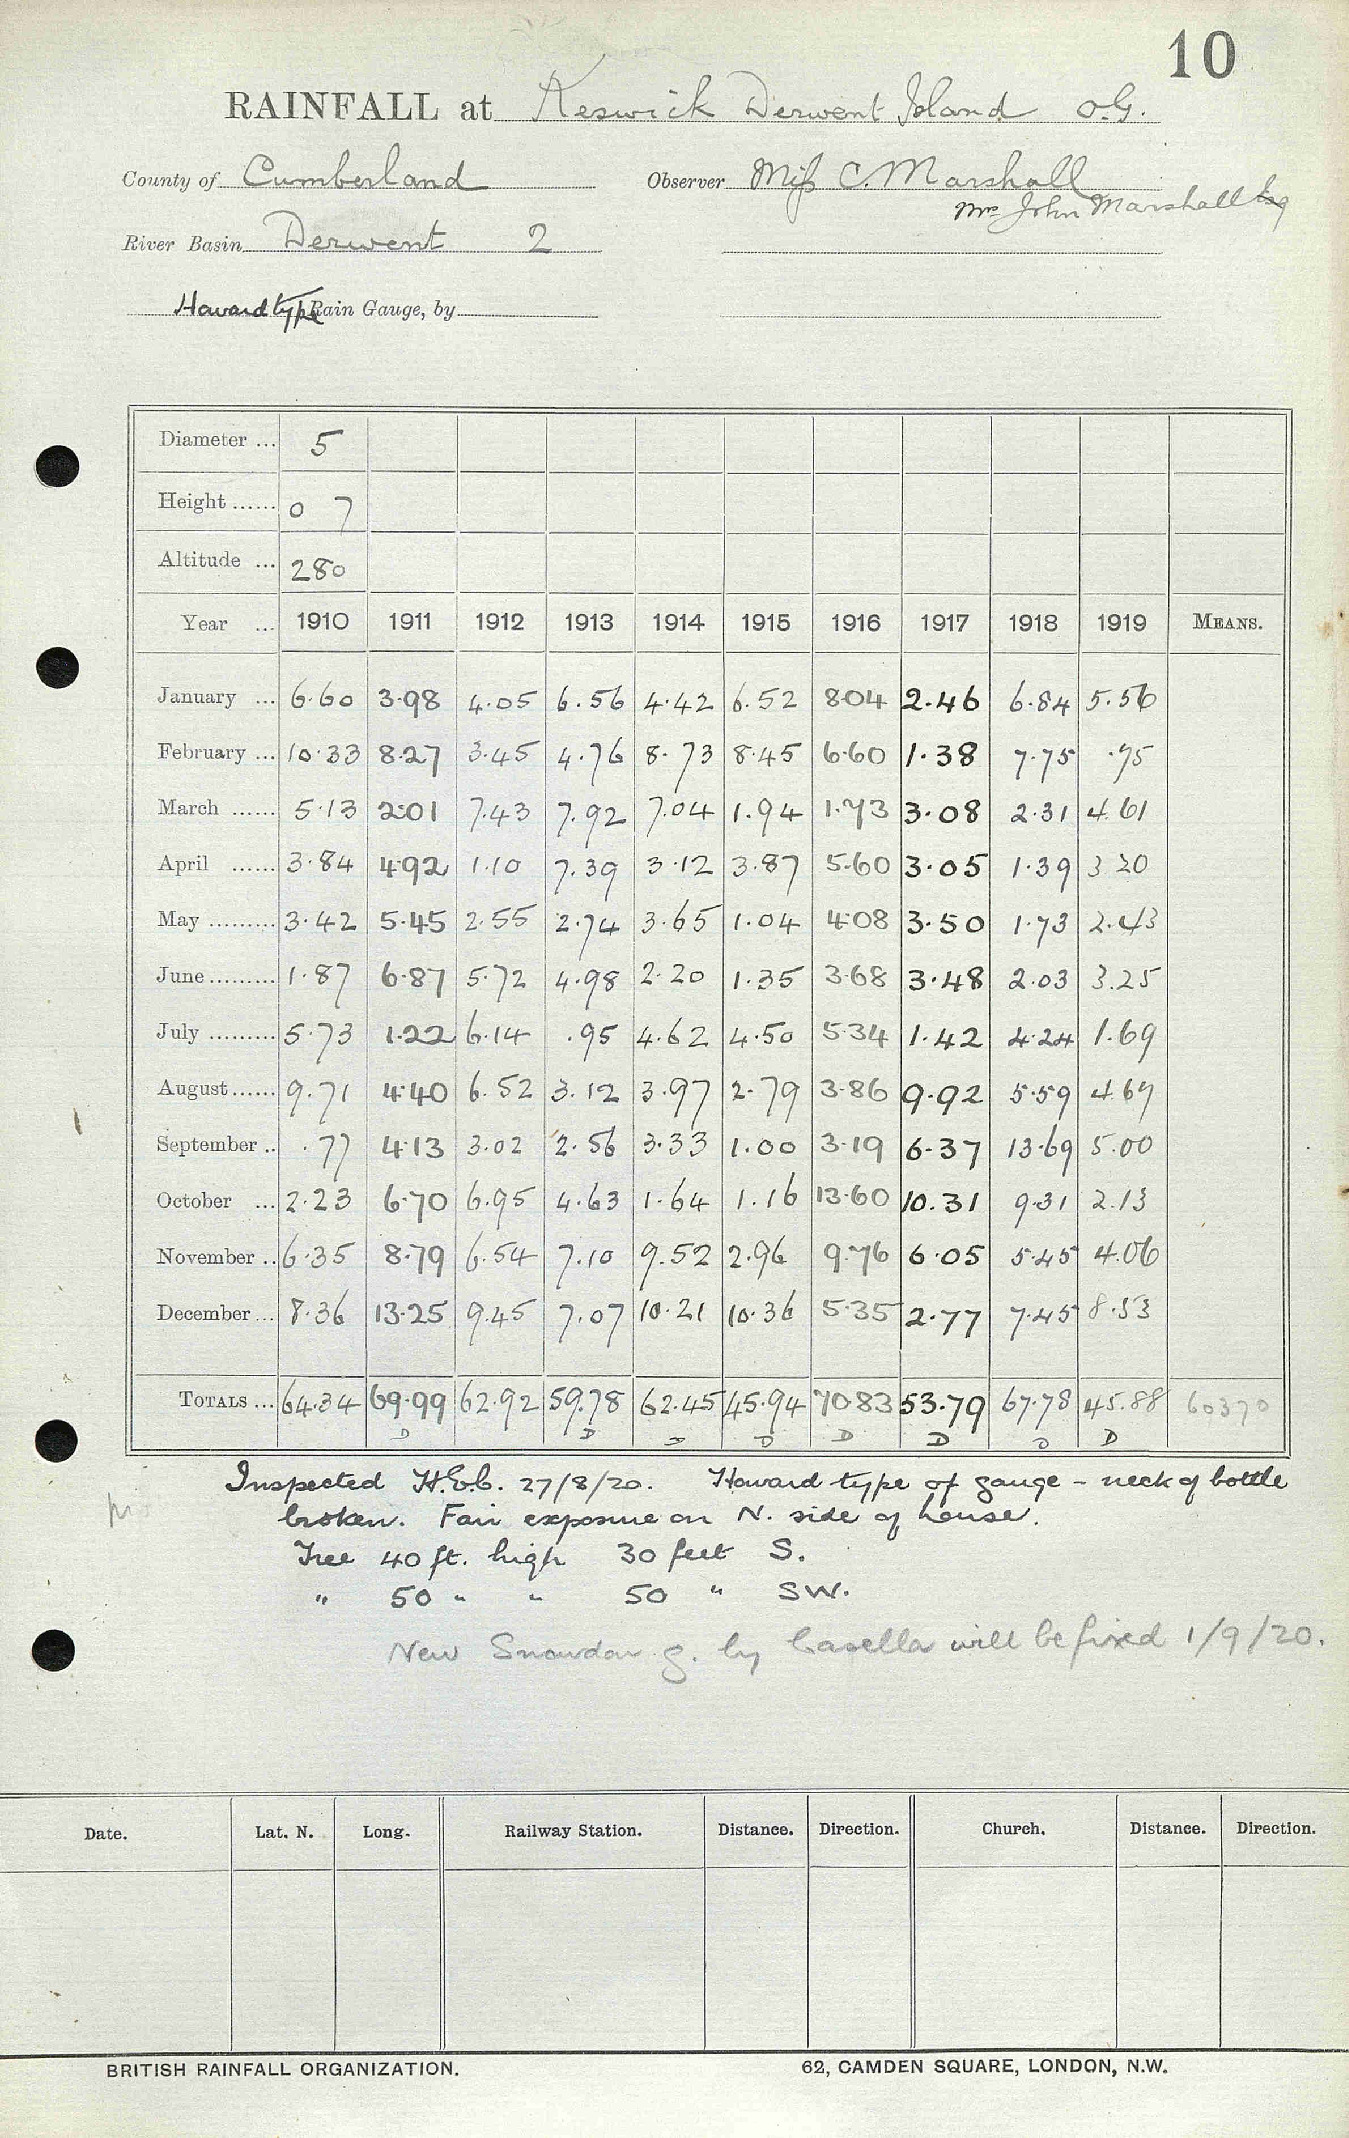 10
RAINFALL at Keswick Derwent Island O.G.
County of Cumberland Observer Miss C. Marshall
Mrs John Marshall Esq
River Basin Derwent 2
Howard type Rain Gauge, by
Diameter ... 5
Height ...... 0 7
Altitude ... 280
Year ... 1910 1911 1912 1913 1914 1915 1916 1917 1918 1919 MEANS.
January ... 6.60 3.98 4.05 6.56 4.42 6.52 8.04 2.46 6.84 5.56
February ... 10.33 8.27 3.45 4.76 8.73 8.45 6.60 1.38 7.75 .75
March ...... 5.13 2.01 7.43 7.92 7.04 1.94 1.73 3.08 2.31 4.61
April ...... 3.84 4.92 1.10 7.39 3.12 3.87 5.60 3.05 1.39 3.20
May ......... 3.42 5.45 2.55 2.74 3.65 1.04 4.08 3.50 1.73 2.43
June ......... 1.87 6.87 5.72 4.98 2.20 1.35 3.68 3.48 2.03 3.25
July ......... 5.73 1.22 6.14 .95 4.62 4.50 5.34 1.42 4.24 1.69
August ...... 9.71 4.40 6.52 3.12 3.97 2.79 3.86 9.92 5.59 4.67
September .. .77 4.13 3.02 2.56 3.33 1.00 3.19 6.37 13.69 5.00
October ... 2.23 6.70 6.95 4.63 1.64 1.16 13.60 10.31 9.31 2.13
November .. 6.35 8.79 6.54 7.10 9.52 2.96 9.76 6.05 5.45 4.06
December ... 8.36 13.25 9.45 7.07 10.21 10.36 5.35 2.77 7.45 8.53
TOTALS ... 64.34 69.99 62.92 59.78 62.45 45.94 70.83 53.79 67.78 45.88 60370
D D D D D D D D
Inspected H.E.C. 27/8/20. Howard type of gauge - neck of bottle
broken. Fair exposure on N. side of house.
Tree 40 ft. high 30 feet S.
" 50 " " 50 " SW.
New Snowdon g. by Casella will be fixed 1/9/20.
Date. Lat. N. Long. Railway Station. Distance. Direction. Church. Distance. Direction.
BRITISH RAINFALL ORGANIZATION. 62, CAMDEN SQUARE, LONDON, N.W.